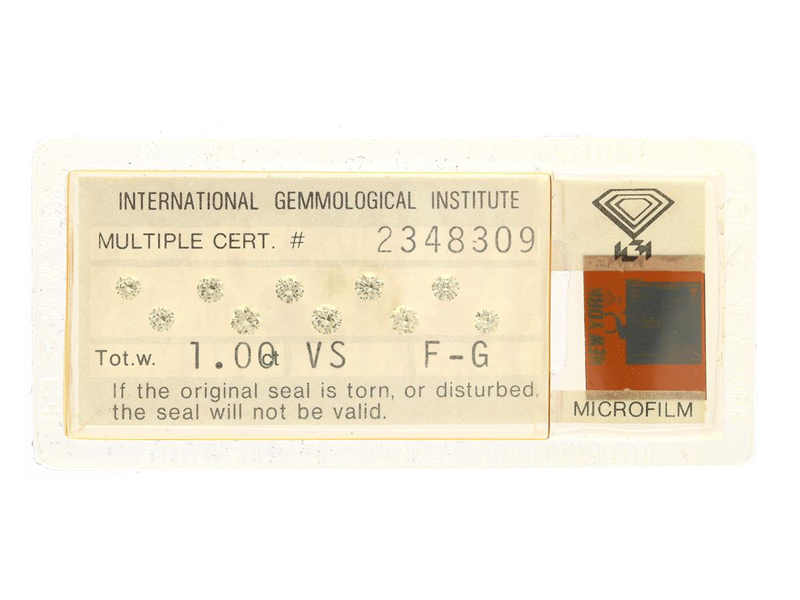 INTERNATIONAL GEMMOLOGICAL INSTITUTE
MULTIPLE CERT. # 2348309
Tot.w. 1.00ct VS F-G
If the original seal is torn, or disturbed,
the seal will not be valid.
NEW YORK
MICROFILM